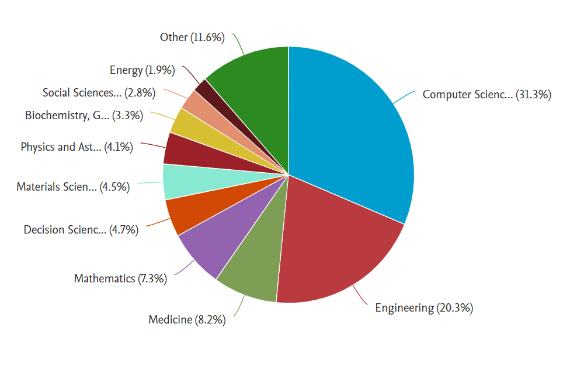 Other (11.6%)
Energy (1.9%)
Social Sciences... (2.8%)
Biochemistry, G... (3.3%)
Physics and Ast... (4.1%)
Materials Scien... (4.5%)
Decision Scienc... (4.7%)
Mathematics (7.3%)
Medicine (8.2%)
Engineering (20.3%)
Computer Scienc... (31.3%)